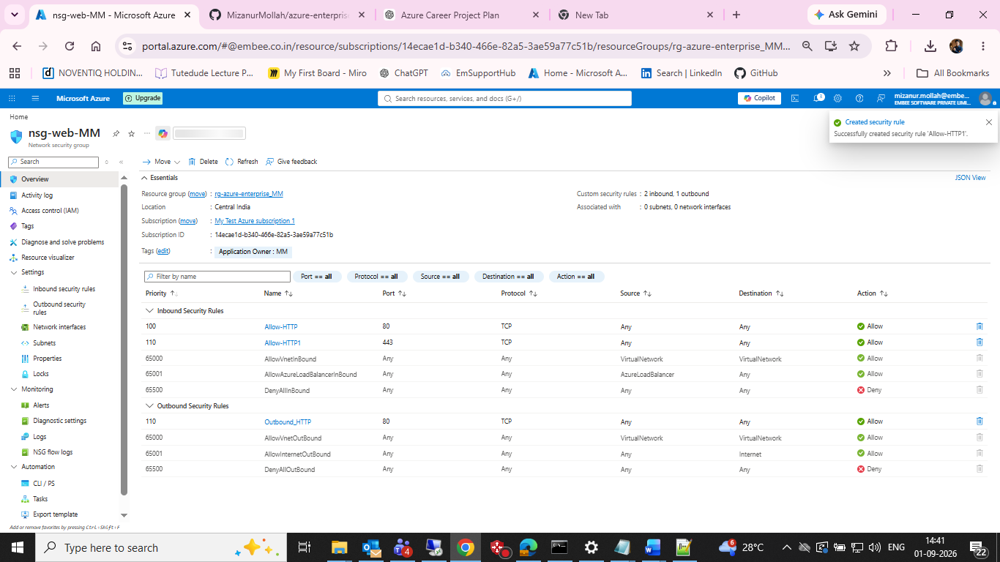 nsg-web-MM - Microsoft Azure
MizanurMollah/azure-enterpris
Azure Career Project Plan
New Tab
Ask Gemini
portal.azure.com/#@embee.co.in/resource/subscriptions/14ecae1d-b340-466e-82a5-3ae59a77c51b/resourceGroups/rg-azure-enterprise_MM...
NOVENTIQ HOLDIN...
Tutedude Lecture P...
My First Board - Miro
ChatGPT
EmSupportHub
Home - Microsoft A...
Search | LinkedIn
GitHub
All Bookmarks
Microsoft Azure
Upgrade
Search resources, services, and docs (G+/)
Copilot
3
mizanur.mollah@embe...
EMBEE SOFTWARE PRIVATE LIMI...
Home
nsg-web-MM
Network security group
Created security rule
Successfully created security rule 'Allow-HTTP1'.
Search
Move
Delete
Refresh
Give feedback
Overview
Activity log
Access control (IAM)
Tags
Diagnose and solve problems
Resource visualizer
Settings
Inbound security rules
Outbound security
rules
Network interfaces
Subnets
Properties
Locks
Monitoring
Alerts
Diagnostic settings
Logs
NSG flow logs
Automation
CLI / PS
Tasks
Export template
Add or remove favorites by pressing Ctrl+Shift+F
Essentials
JSON View
Resource group (move) : rg-azure-enterprise_MM
Location : Central India
Subscription (move) : My Test Azure subscription 1
Subscription ID : 14ecae1d-b340-466e-82a5-3ae59a77c51b
Tags (edit) : Application Owner : MM
Custom security rules : 2 inbound, 1 outbound
Associated with : 0 subnets, 0 network interfaces
Filter by name
Port == all
Protocol == all
Source == all
Destination == all
Action == all
Priority Name Port Protocol Source Destination Action
Inbound Security Rules
100 Allow-HTTP 80 TCP Any Any Allow
110 Allow-HTTP1 443 TCP Any Any Allow
65000 AllowVnetInBound Any Any VirtualNetwork VirtualNetwork Allow
65001 AllowAzureLoadBalancerInBound Any Any AzureLoadBalancer Any Allow
65500 DenyAllInBound Any Any Any Any Deny
Outbound Security Rules
110 Outbound_HTTP 80 TCP Any Any Allow
65000 AllowVnetOutBound Any Any VirtualNetwork VirtualNetwork Allow
65001 AllowInternetOutBound Any Any Any Internet Allow
65500 DenyAllOutBound Any Any Any Any Deny
Type here to search
4
6
28°C
ENG
14:41
01-09-2026
22